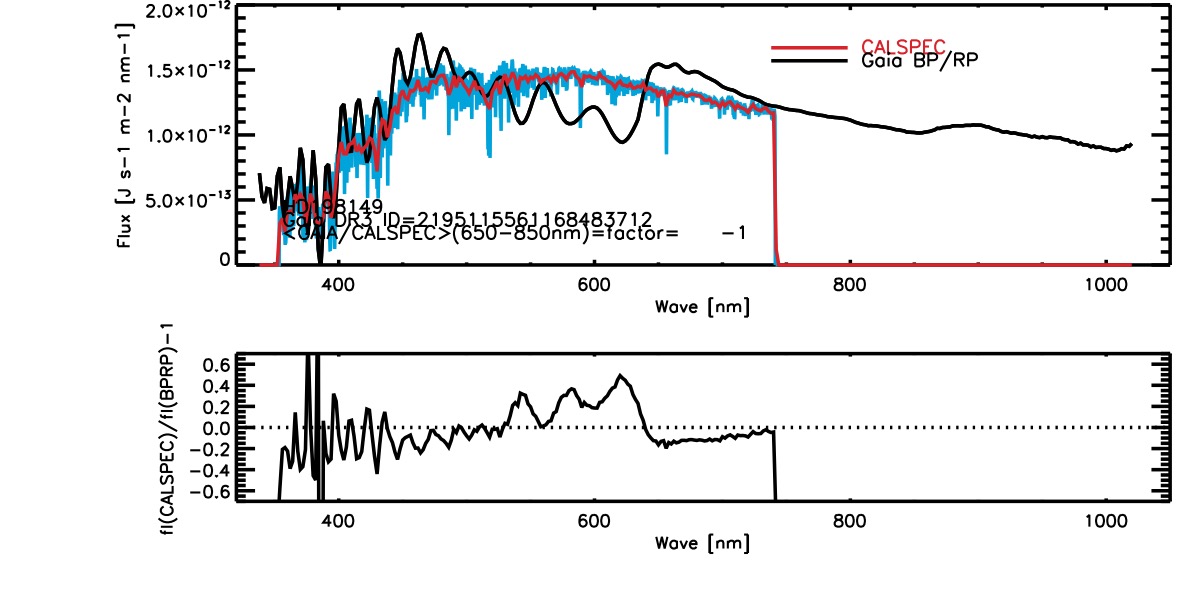 2.0×10−12
1.5×10−12
1.0×10−12
5.0×10−13
0
Flux [J s−1 m−2 nm−1]
CALSPEC
Gaia BP/RP
HD198149
Gaia DR3 ID=2195115561168483712
<GAIA/CALSPEC>(650−850nm)=factor= −1
400 600 800 1000
Wave [nm]
fl(CALSPEC)/fl(BPRP)−1
0.6
0.4
0.2
0.0
−0.2
−0.4
−0.6
400 600 800 1000
Wave [nm]